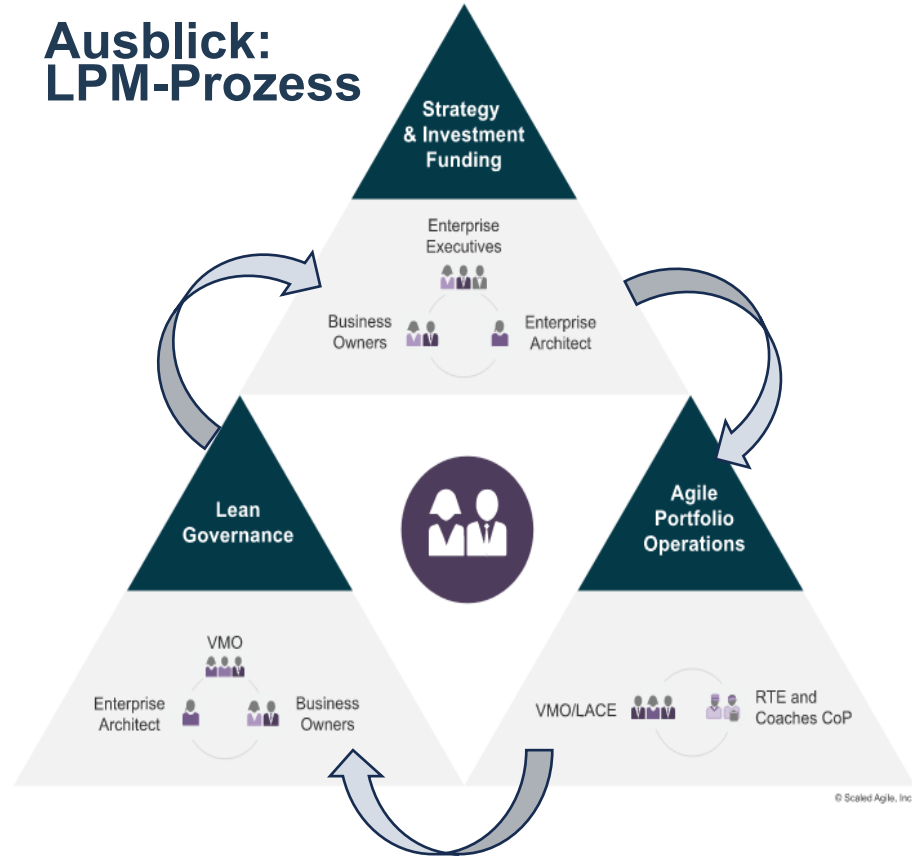 Ausblick:
LPM-Prozess
Strategy
& Investment
Funding
Enterprise
Executives
Business
Owners
Enterprise
Architect
Lean
Governance
Agile
Portfolio
Operations
VMO
Enterprise
Architect
Business
Owners
VMO/LACE
RTE and
Coaches CoP
© Scaled Agile, Inc